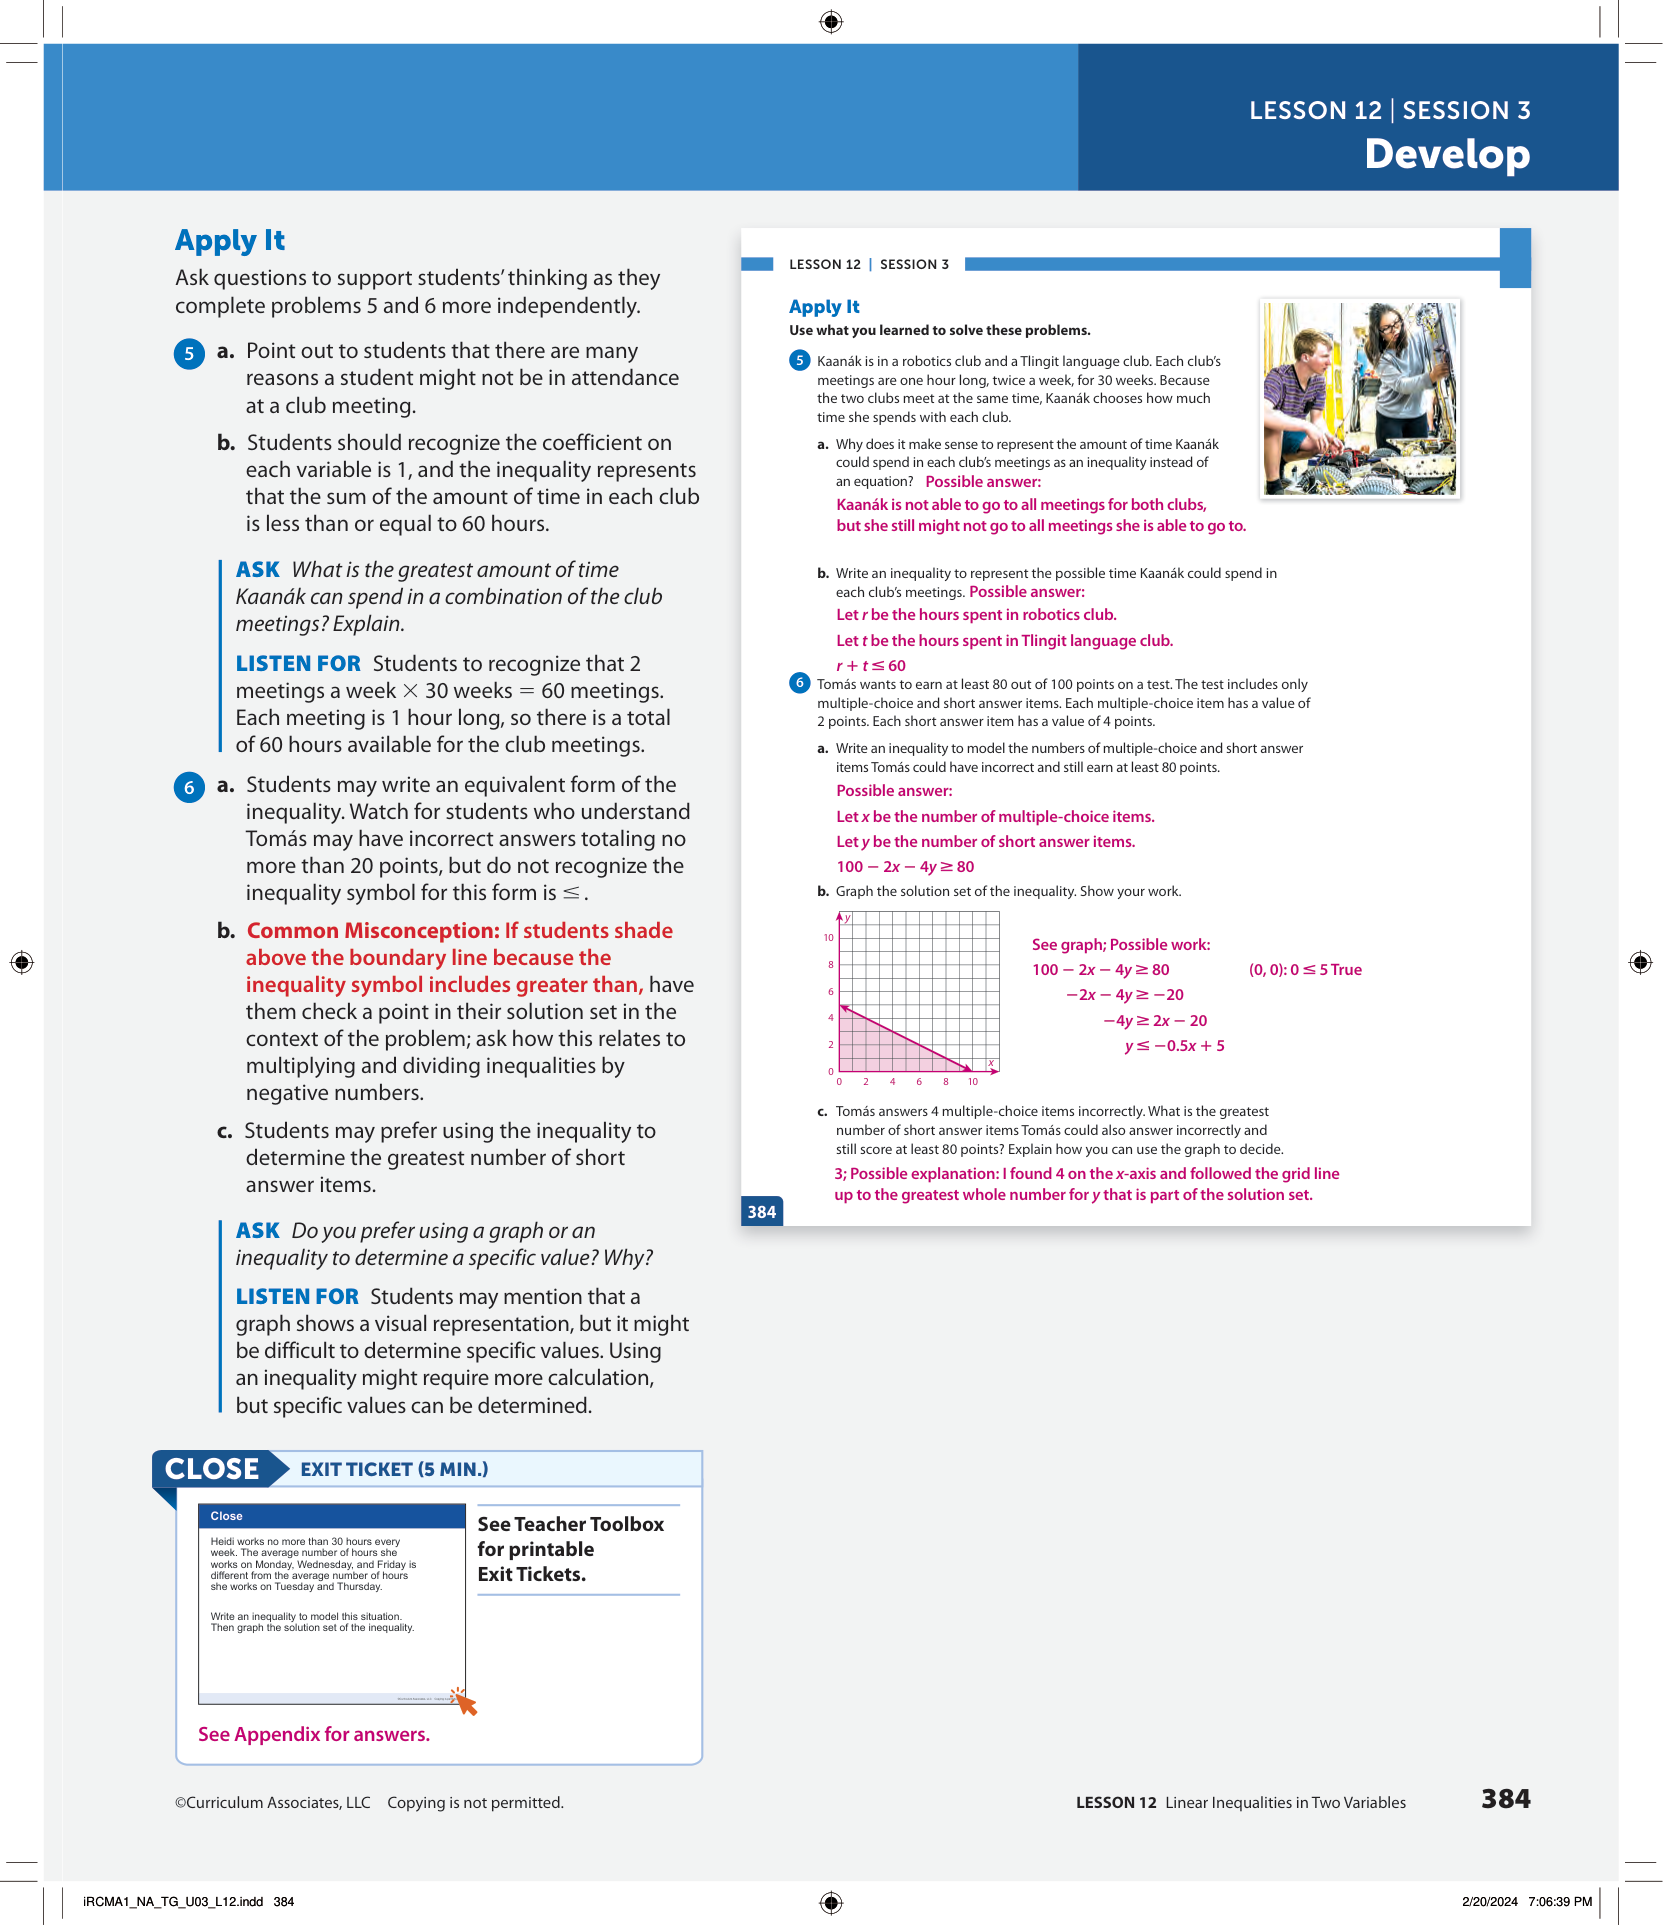 LESSON 12 | SESSION 3
Develop
Apply It
Ask questions to support students’ thinking as they
complete problems 5 and 6 more independently.
5 a. Point out to students that there are many
reasons a student might not be in attendance
at a club meeting.
b. Students should recognize the coefficient on
each variable is 1, and the inequality represents
that the sum of the amount of time in each club
is less than or equal to 60 hours.
ASK What is the greatest amount of time
Kaanák can spend in a combination of the club
meetings? Explain.
LISTEN FOR Students to recognize that 2
meetings a week × 30 weeks = 60 meetings.
Each meeting is 1 hour long, so there is a total
of 60 hours available for the club meetings.
6 a. Students may write an equivalent form of the
inequality. Watch for students who understand
Tomás may have incorrect answers totaling no
more than 20 points, but do not recognize the
inequality symbol for this form is ≤ .
b. Common Misconception: If students shade
above the boundary line because the
inequality symbol includes greater than, have
them check a point in their solution set in the
context of the problem; ask how this relates to
multiplying and dividing inequalities by
negative numbers.
c. Students may prefer using the inequality to
determine the greatest number of short
answer items.
ASK Do you prefer using a graph or an
inequality to determine a specific value? Why?
LISTEN FOR Students may mention that a
graph shows a visual representation, but it might
be difficult to determine specific values. Using
an inequality might require more calculation,
but specific values can be determined.
CLOSE EXIT TICKET (5 MIN.)
Close
Heidi works no more than 30 hours every
week. The average number of hours she
works on Monday, Wednesday, and Friday is
different from the average number of hours
she works on Tuesday and Thursday.
Write an inequality to model this situation.
Then graph the solution set of the inequality.
See Teacher Toolbox
for printable
Exit Tickets.
See Appendix for answers.
LESSON 12 | SESSION 3
Apply It
Use what you learned to solve these problems.
5 Kaanák is in a robotics club and a Tlingit language club. Each club’s
meetings are one hour long, twice a week, for 30 weeks. Because
the two clubs meet at the same time, Kaanák chooses how much
time she spends with each club.
a. Why does it make sense to represent the amount of time Kaanák
could spend in each club’s meetings as an inequality instead of
an equation? Possible answer:
Kaanák is not able to go to all meetings for both clubs,
but she still might not go to all meetings she is able to go to.
b. Write an inequality to represent the possible time Kaanák could spend in
each club’s meetings. Possible answer:
Let r be the hours spent in robotics club.
Let t be the hours spent in Tlingit language club.
r + t ≤ 60
6 Tomás wants to earn at least 80 out of 100 points on a test. The test includes only
multiple-choice and short answer items. Each multiple-choice item has a value of
2 points. Each short answer item has a value of 4 points.
a. Write an inequality to model the numbers of multiple-choice and short answer
items Tomás could have incorrect and still earn at least 80 points.
Possible answer:
Let x be the number of multiple-choice items.
Let y be the number of short answer items.
100 − 2x − 4y ≥ 80
b. Graph the solution set of the inequality. Show your work.
y
10
8
6
4
2
0
x
0 2 4 6 8 10
See graph; Possible work:
100 − 2x − 4y ≥ 80 (0, 0): 0 ≤ 5 True
−2x − 4y ≥ −20
−4y ≥ 2x − 20
y ≤ −0.5x + 5
c. Tomás answers 4 multiple-choice items incorrectly. What is the greatest
number of short answer items Tomás could also answer incorrectly and
still score at least 80 points? Explain how you can use the graph to decide.
3; Possible explanation: I found 4 on the x-axis and followed the grid line
up to the greatest whole number for y that is part of the solution set.
384
©Curriculum Associates, LLC Copying is not permitted.
LESSON 12 Linear Inequalities in Two Variables 384
iRCMA1_NA_TG_U03_L12.indd 384
2/20/2024 7:06:39 PM